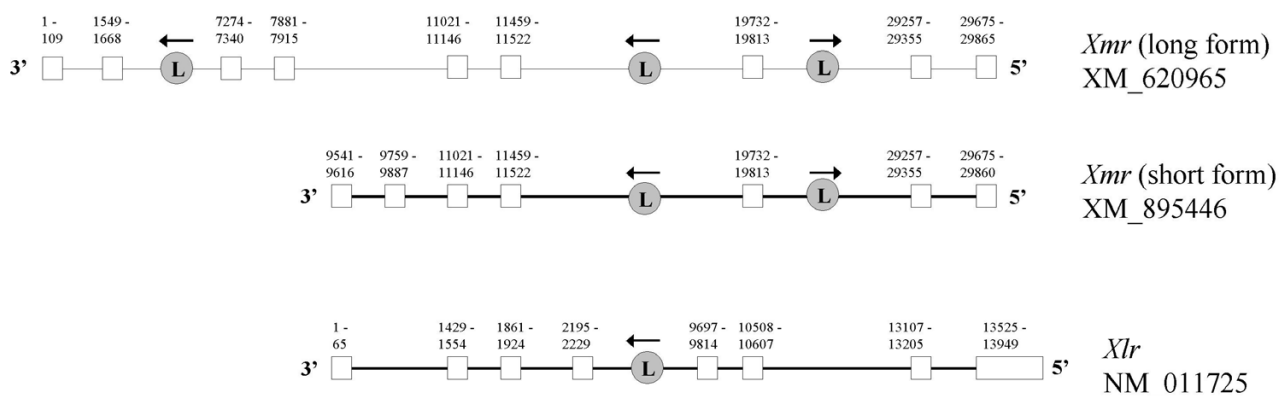 1 - 1549 - 7274 - 7881 - 11021 - 11459 - 19732 - 29257 - 29675 -
109 1668 7340 7915 11146 11522 19813 29355 29865
3’ L L L 5’
Xmr (long form)
XM_620965
9541 - 9759 - 11021 - 11459 - 19732 - 29257 - 29675 -
9616 9887 11146 11522 19813 29355 29860
3’ L L 5’
Xmr (short form)
XM_895446
1 - 1429 - 1861 - 2195 - 9697 - 10508 - 13107 - 13525 -
65 1554 1924 2229 9814 10607 13205 13949
3’ L 5’
Xlr
NM_011725